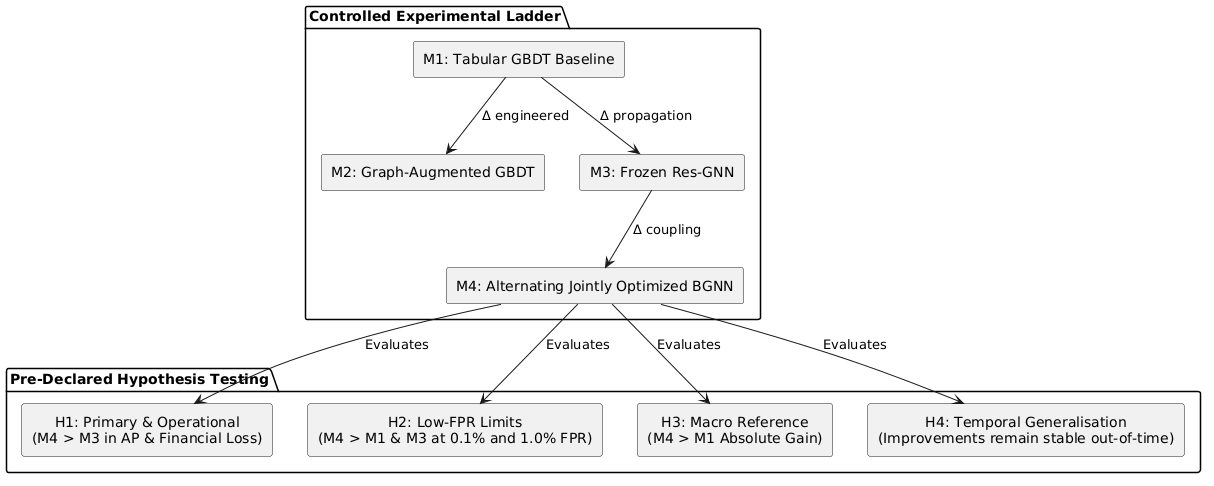 Controlled Experimental Ladder
M1: Tabular GBDT Baseline
Δ engineered
Δ propagation
M2: Graph-Augmented GBDT
M3: Frozen Res-GNN
Δ coupling
M4: Alternating Jointly Optimized BGNN
Evaluates
Evaluates
Evaluates
Evaluates
Pre-Declared Hypothesis Testing
H1: Primary & Operational
(M4 > M3 in AP & Financial Loss)
H2: Low-FPR Limits
(M4 > M1 & M3 at 0.1% and 1.0% FPR)
H3: Macro Reference
(M4 > M1 Absolute Gain)
H4: Temporal Generalisation
(Improvements remain stable out-of-time)